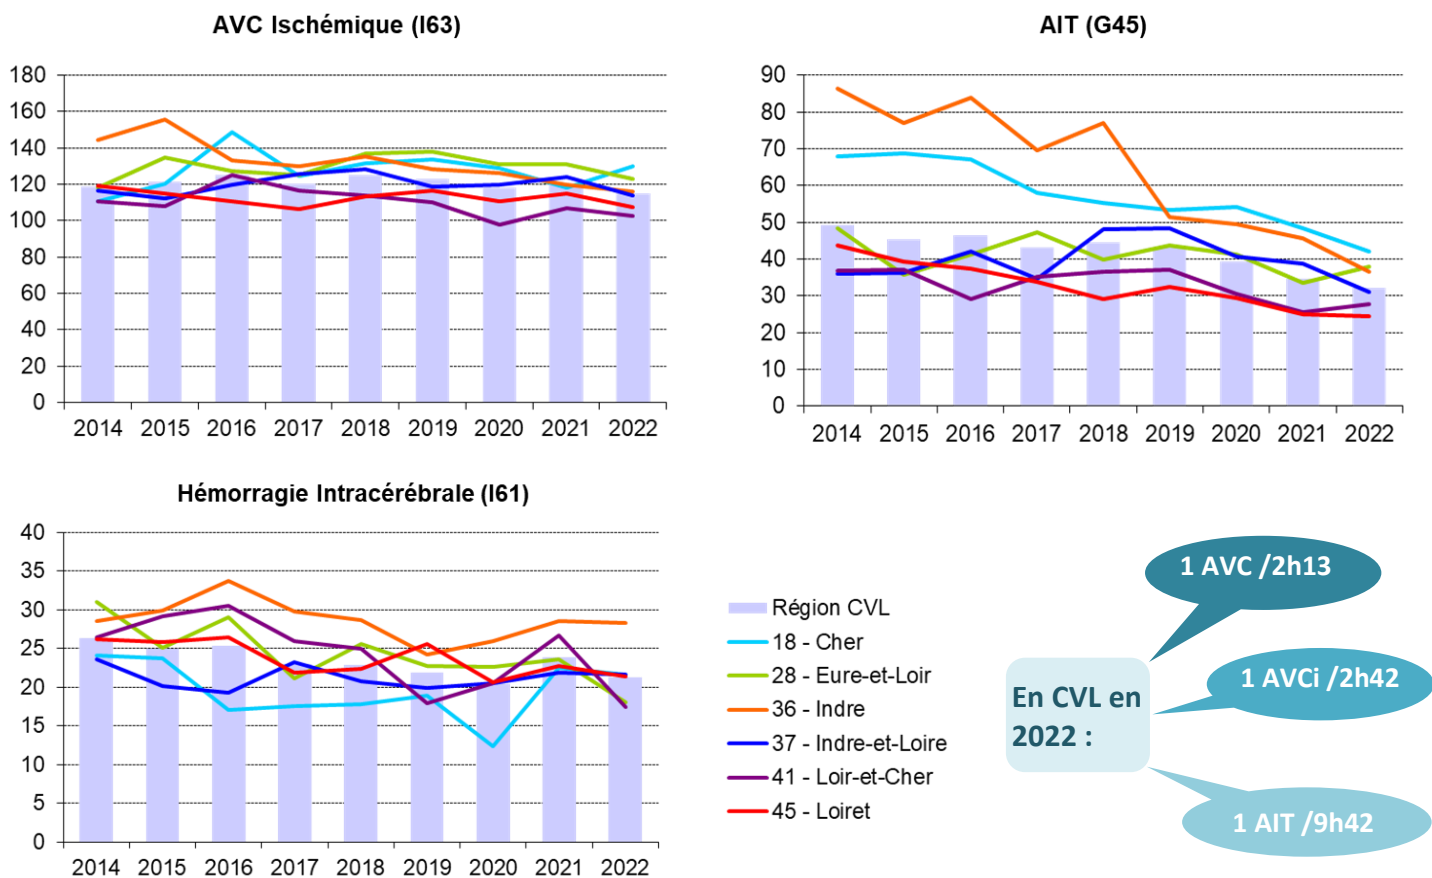 AVC Ischémique (I63)
180
160
140
120
100
80
60
40
20
0
2014 2015 2016 2017 2018 2019 2020 2021 2022
AIT (G45)
90
80
70
60
50
40
30
20
10
0
2014 2015 2016 2017 2018 2019 2020 2021 2022
Hémorragie Intracérébrale (I61)
40
35
30
25
20
15
10
5
0
2014 2015 2016 2017 2018 2019 2020 2021 2022
Région CVL
18 - Cher
28 - Eure-et-Loir
36 - Indre
37 - Indre-et-Loire
41 - Loir-et-Cher
45 - Loiret
En CVL en
2022 :
1 AVC /2h13
1 AVCi /2h42
1 AIT /9h42